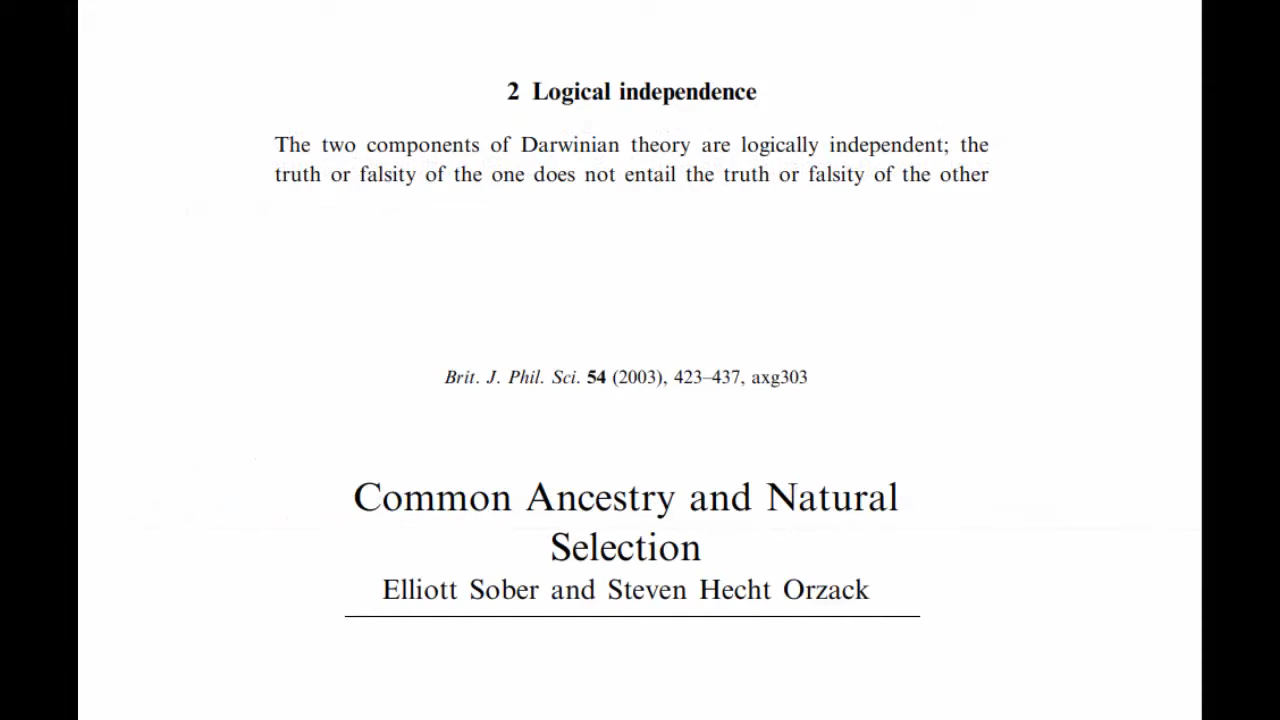 2 Logical independence
The two components of Darwinian theory are logically independent; the
truth or falsity of the one does not entail the truth or falsity of the other
Brit. J. Phil. Sci. 54 (2003), 423–437, axg303
Common Ancestry and Natural
Selection
Elliott Sober and Steven Hecht Orzack